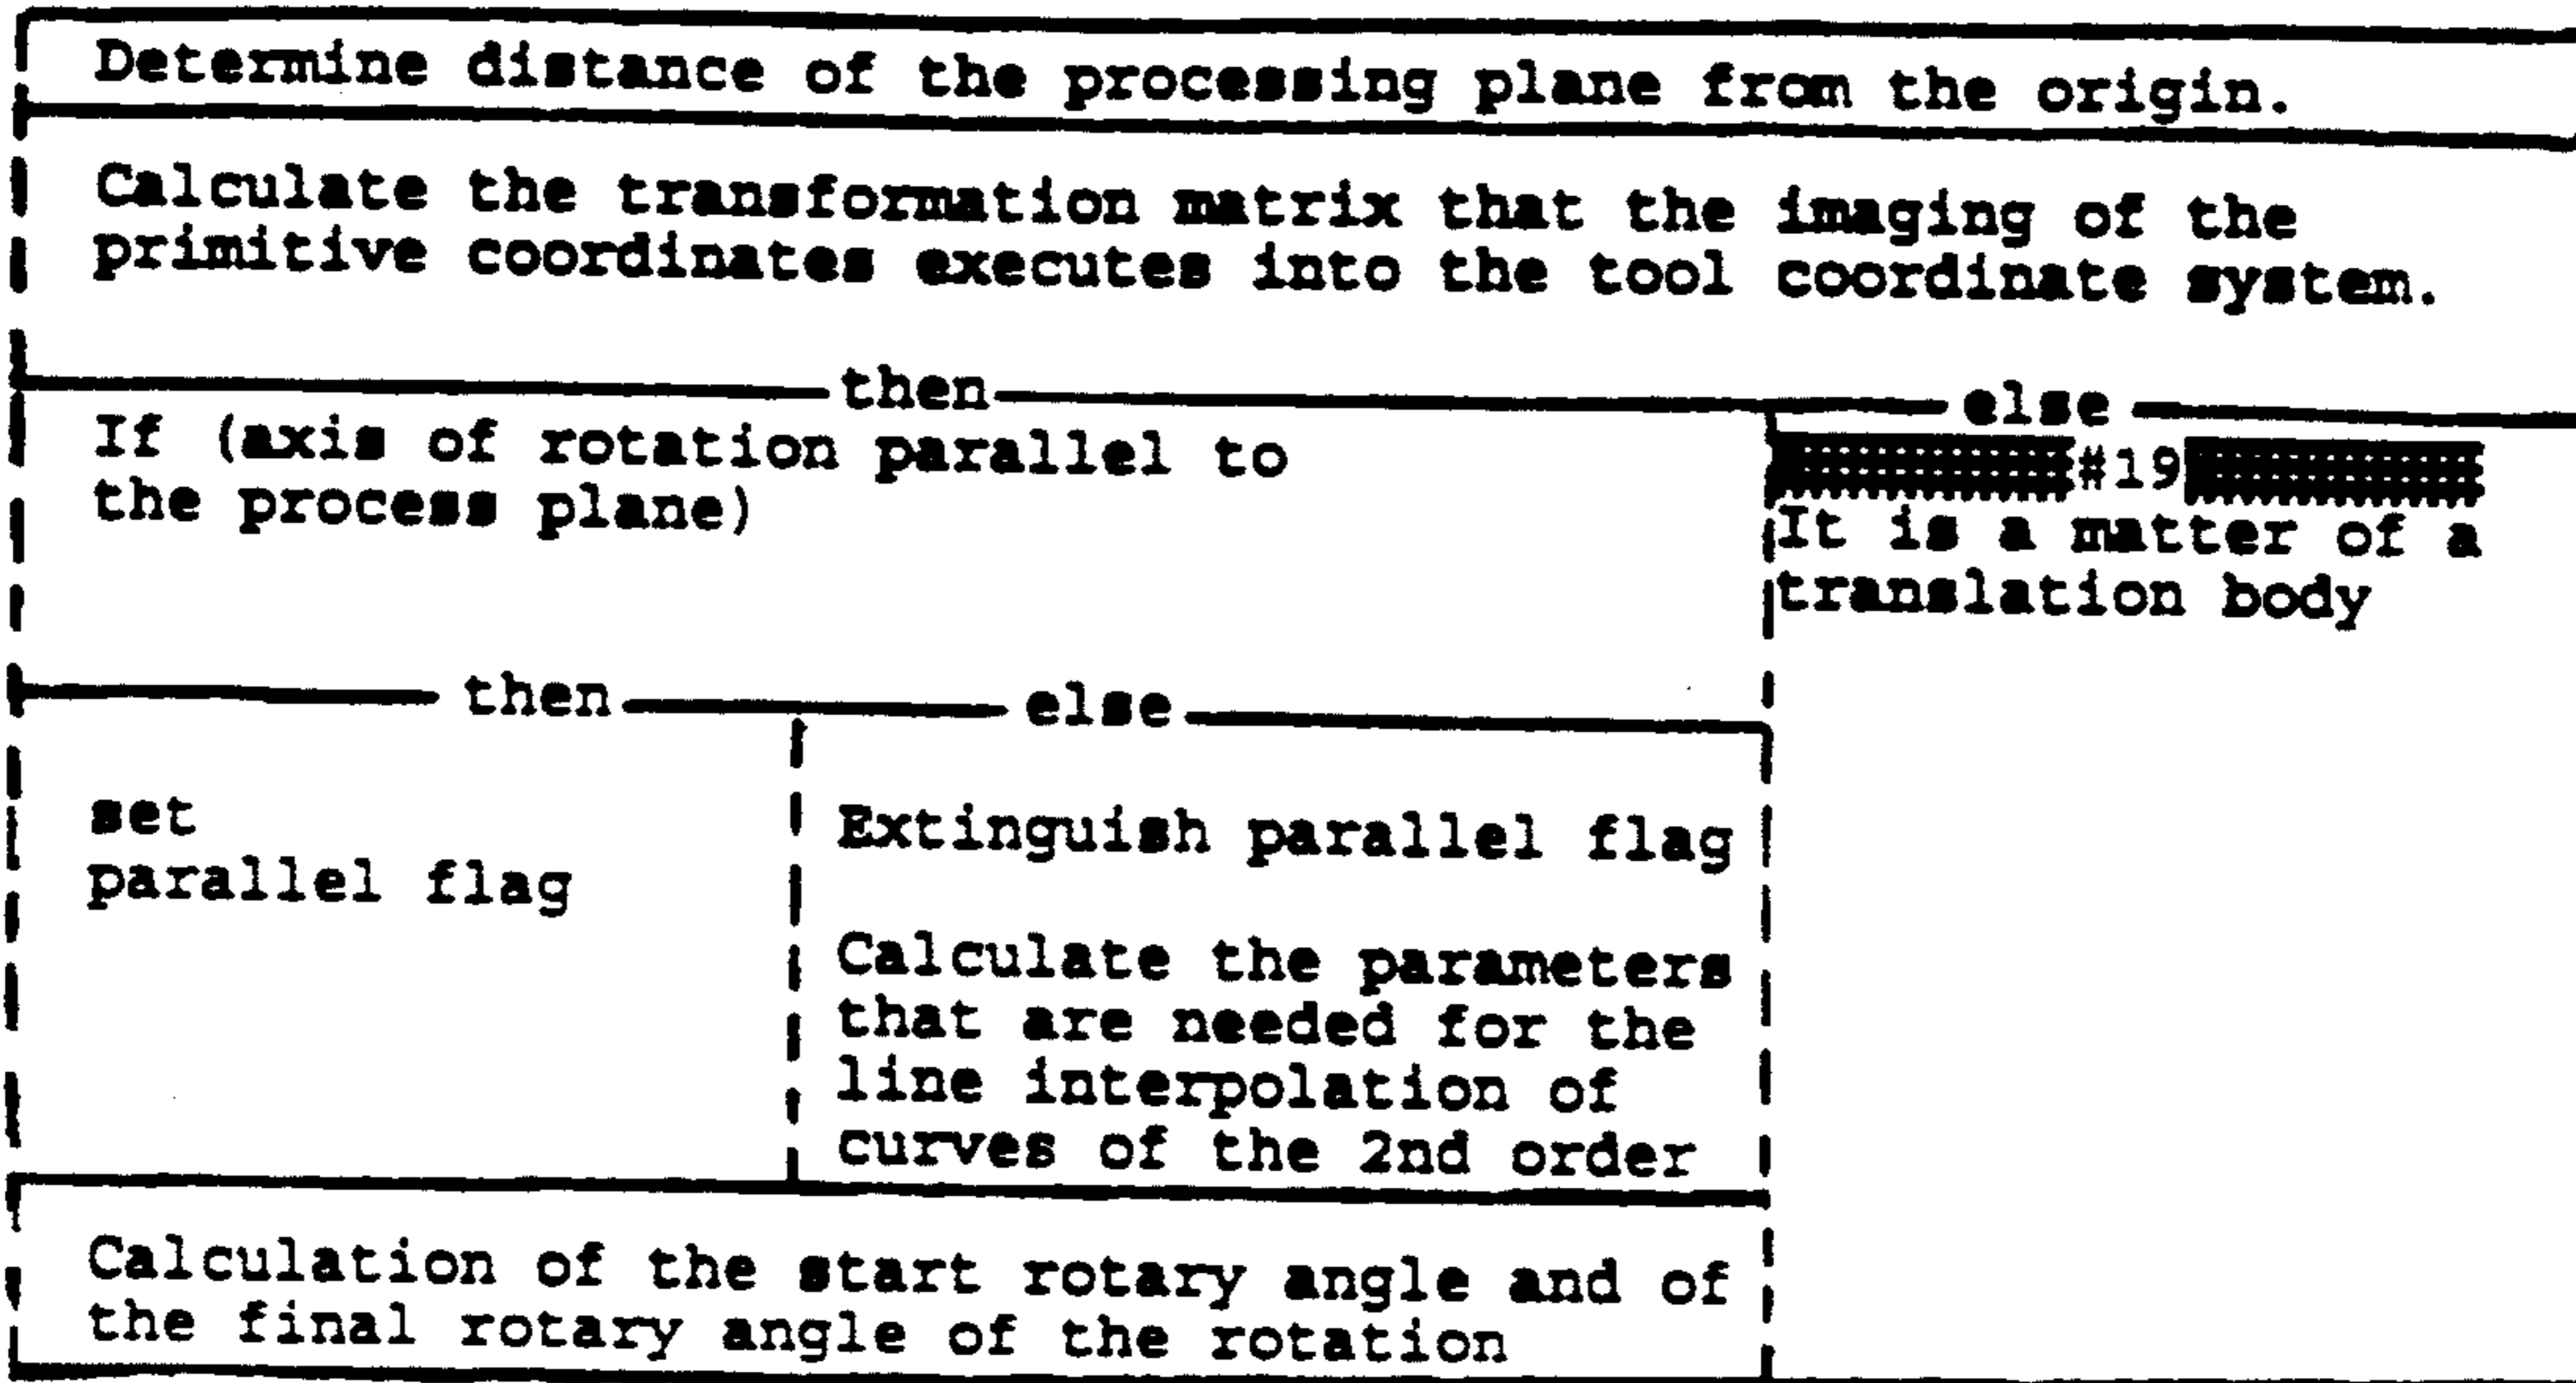 Determine distance of the processing plane from the origin.
Calculate the transformation matrix that the imaging of the
primitive coordinates executes into the tool coordinate system.
then
else
If (axis of rotation parallel to
the process plane)
#19
It is a matter of a
translation body
then
else
set
parallel flag
Extinguish parallel flag
Calculate the parameters
that are needed for the
line interpolation of
curves of the 2nd order
Calculation of the start rotary angle and of
the final rotary angle of the rotation